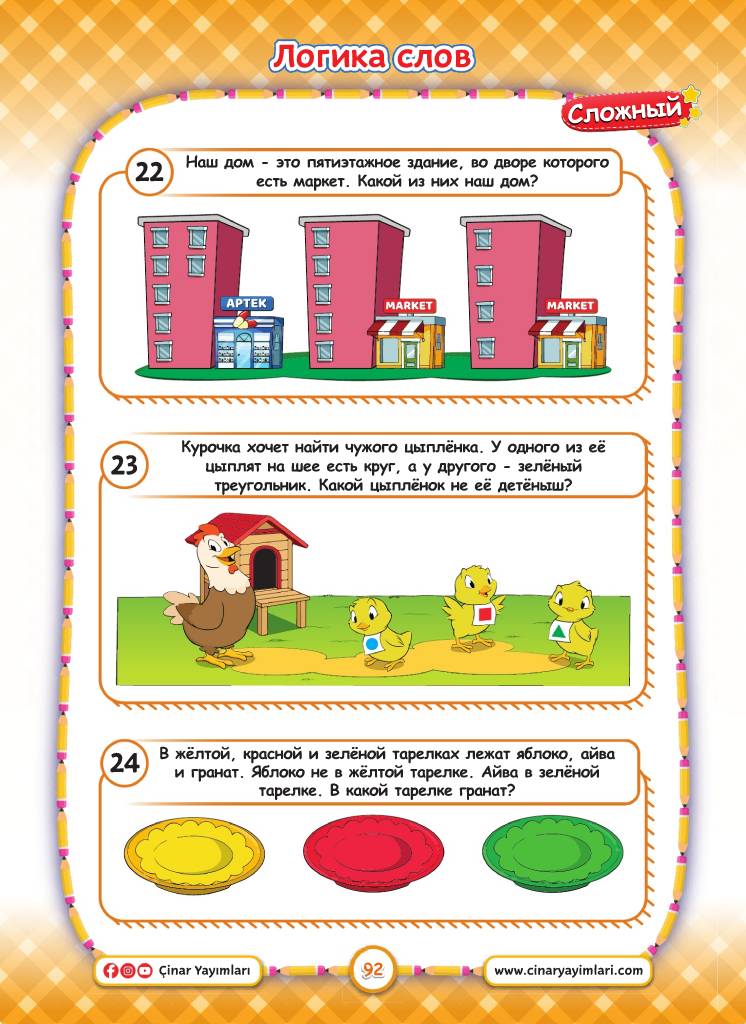 Логика слов
Сложный
22
Наш дом - это пятиэтажное здание, во дворе которого
есть маркет. Какой из них наш дом?
APTEK
MARKET
MARKET
23
Курочка хочет найти чужого цыплёнка. У одного из её
цыплят на шее есть круг, а у другого - зелёный
треугольник. Какой цыплёнок не её детёныш?
24
В жёлтой, красной и зелёной тарелках лежат яблоко, айва
и гранат. Яблоко не в жёлтой тарелке. Айва в зелёной
тарелке. В какой тарелке гранат?
Çinar Yayımları
92
www.cinaryayimlari.com